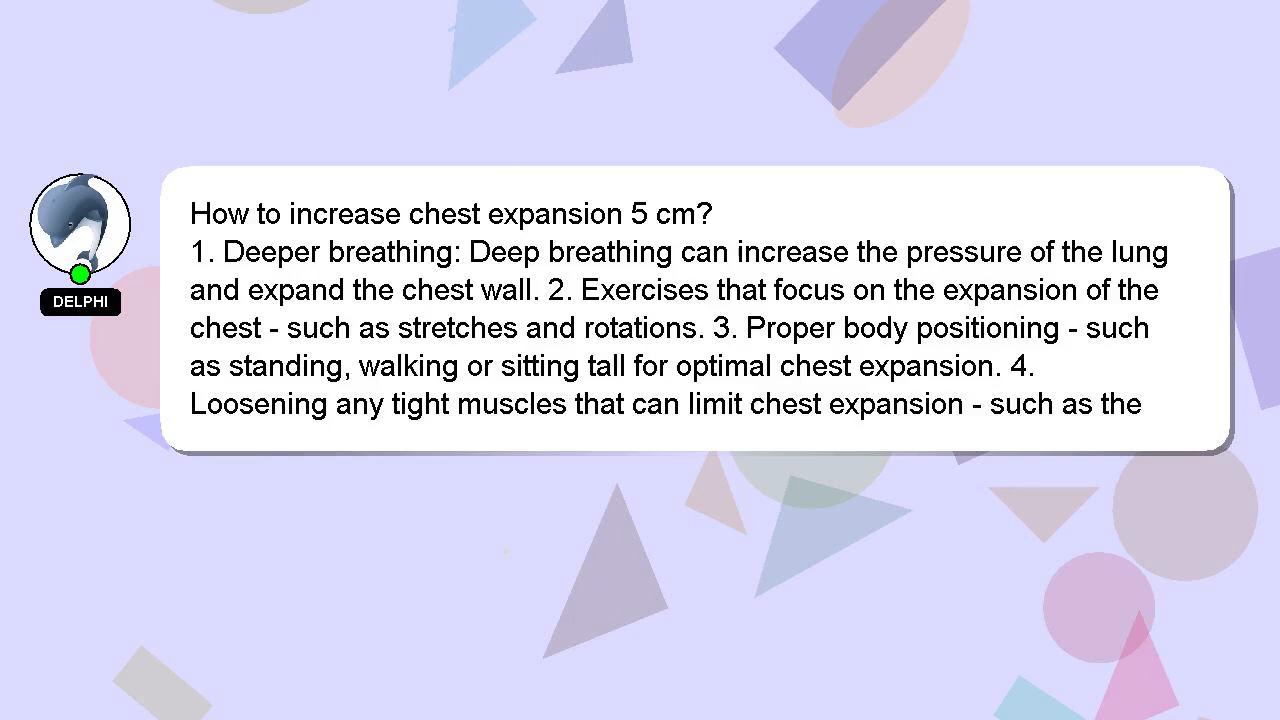 How to increase chest expansion 5 cm?
1. Deeper breathing: Deep breathing can increase the pressure of the lung
and expand the chest wall. 2. Exercises that focus on the expansion of the
chest - such as stretches and rotations. 3. Proper body positioning - such
as standing, walking or sitting tall for optimal chest expansion. 4.
Loosening any tight muscles that can limit chest expansion - such as the
DELPHI